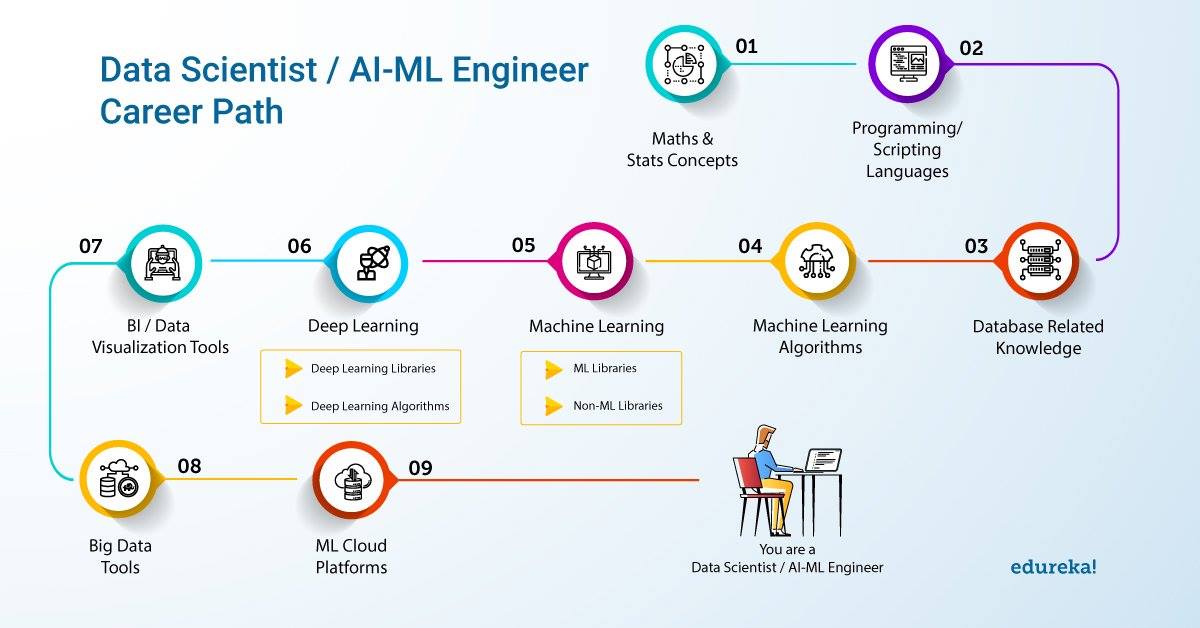 Data Scientist / AI-ML Engineer
Career Path
01
Maths &
Stats Concepts
02
Programming/
Scripting
Languages
03
Database Related
Knowledge
04
Machine Learning
Algorithms
05
Machine Learning
ML Libraries
Non-ML Libraries
06
Deep Learning
Deep Learning Libraries
Deep Learning Algorithms
07
BI / Data
Visualization Tools
08
Big Data
Tools
09
ML Cloud
Platforms
You are a
Data Scientist / AI-ML Engineer
edureka!